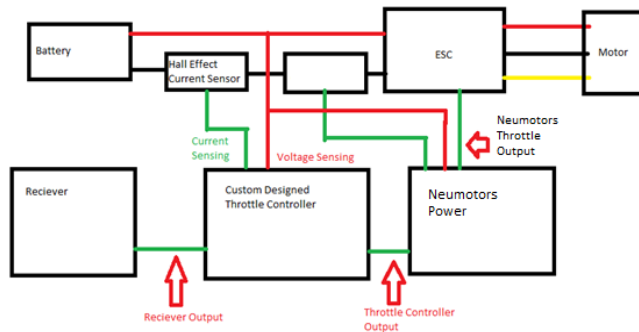 Battery
Hall Effect
Current Sensor
ESC
Motor
Current
Sensing
Voltage Sensing
Neumotors
Throttle
Output
Reciever
Custom Designed
Throttle Controller
Neumotors
Power
Reciever Output
Throttle Controller
Output